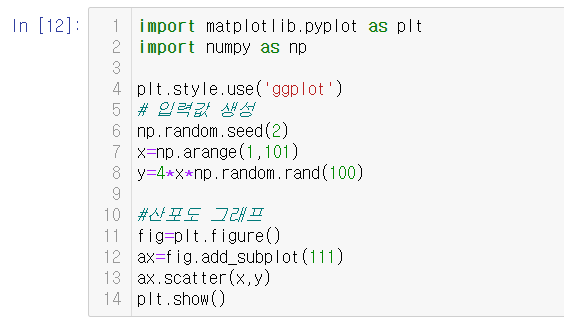 In [12]:
1 import matplotlib.pyplot as plt
2 import numpy as np
3
4 plt.style.use('ggplot')
5 # 입력값 생성
6 np.random.seed(2)
7 x=np.arange(1,101)
8 y=4*x*np.random.rand(100)
9
10 #산포도 그래프
11 fig=plt.figure()
12 ax=fig.add_subplot(111)
13 ax.scatter(x,y)
14 plt.show()